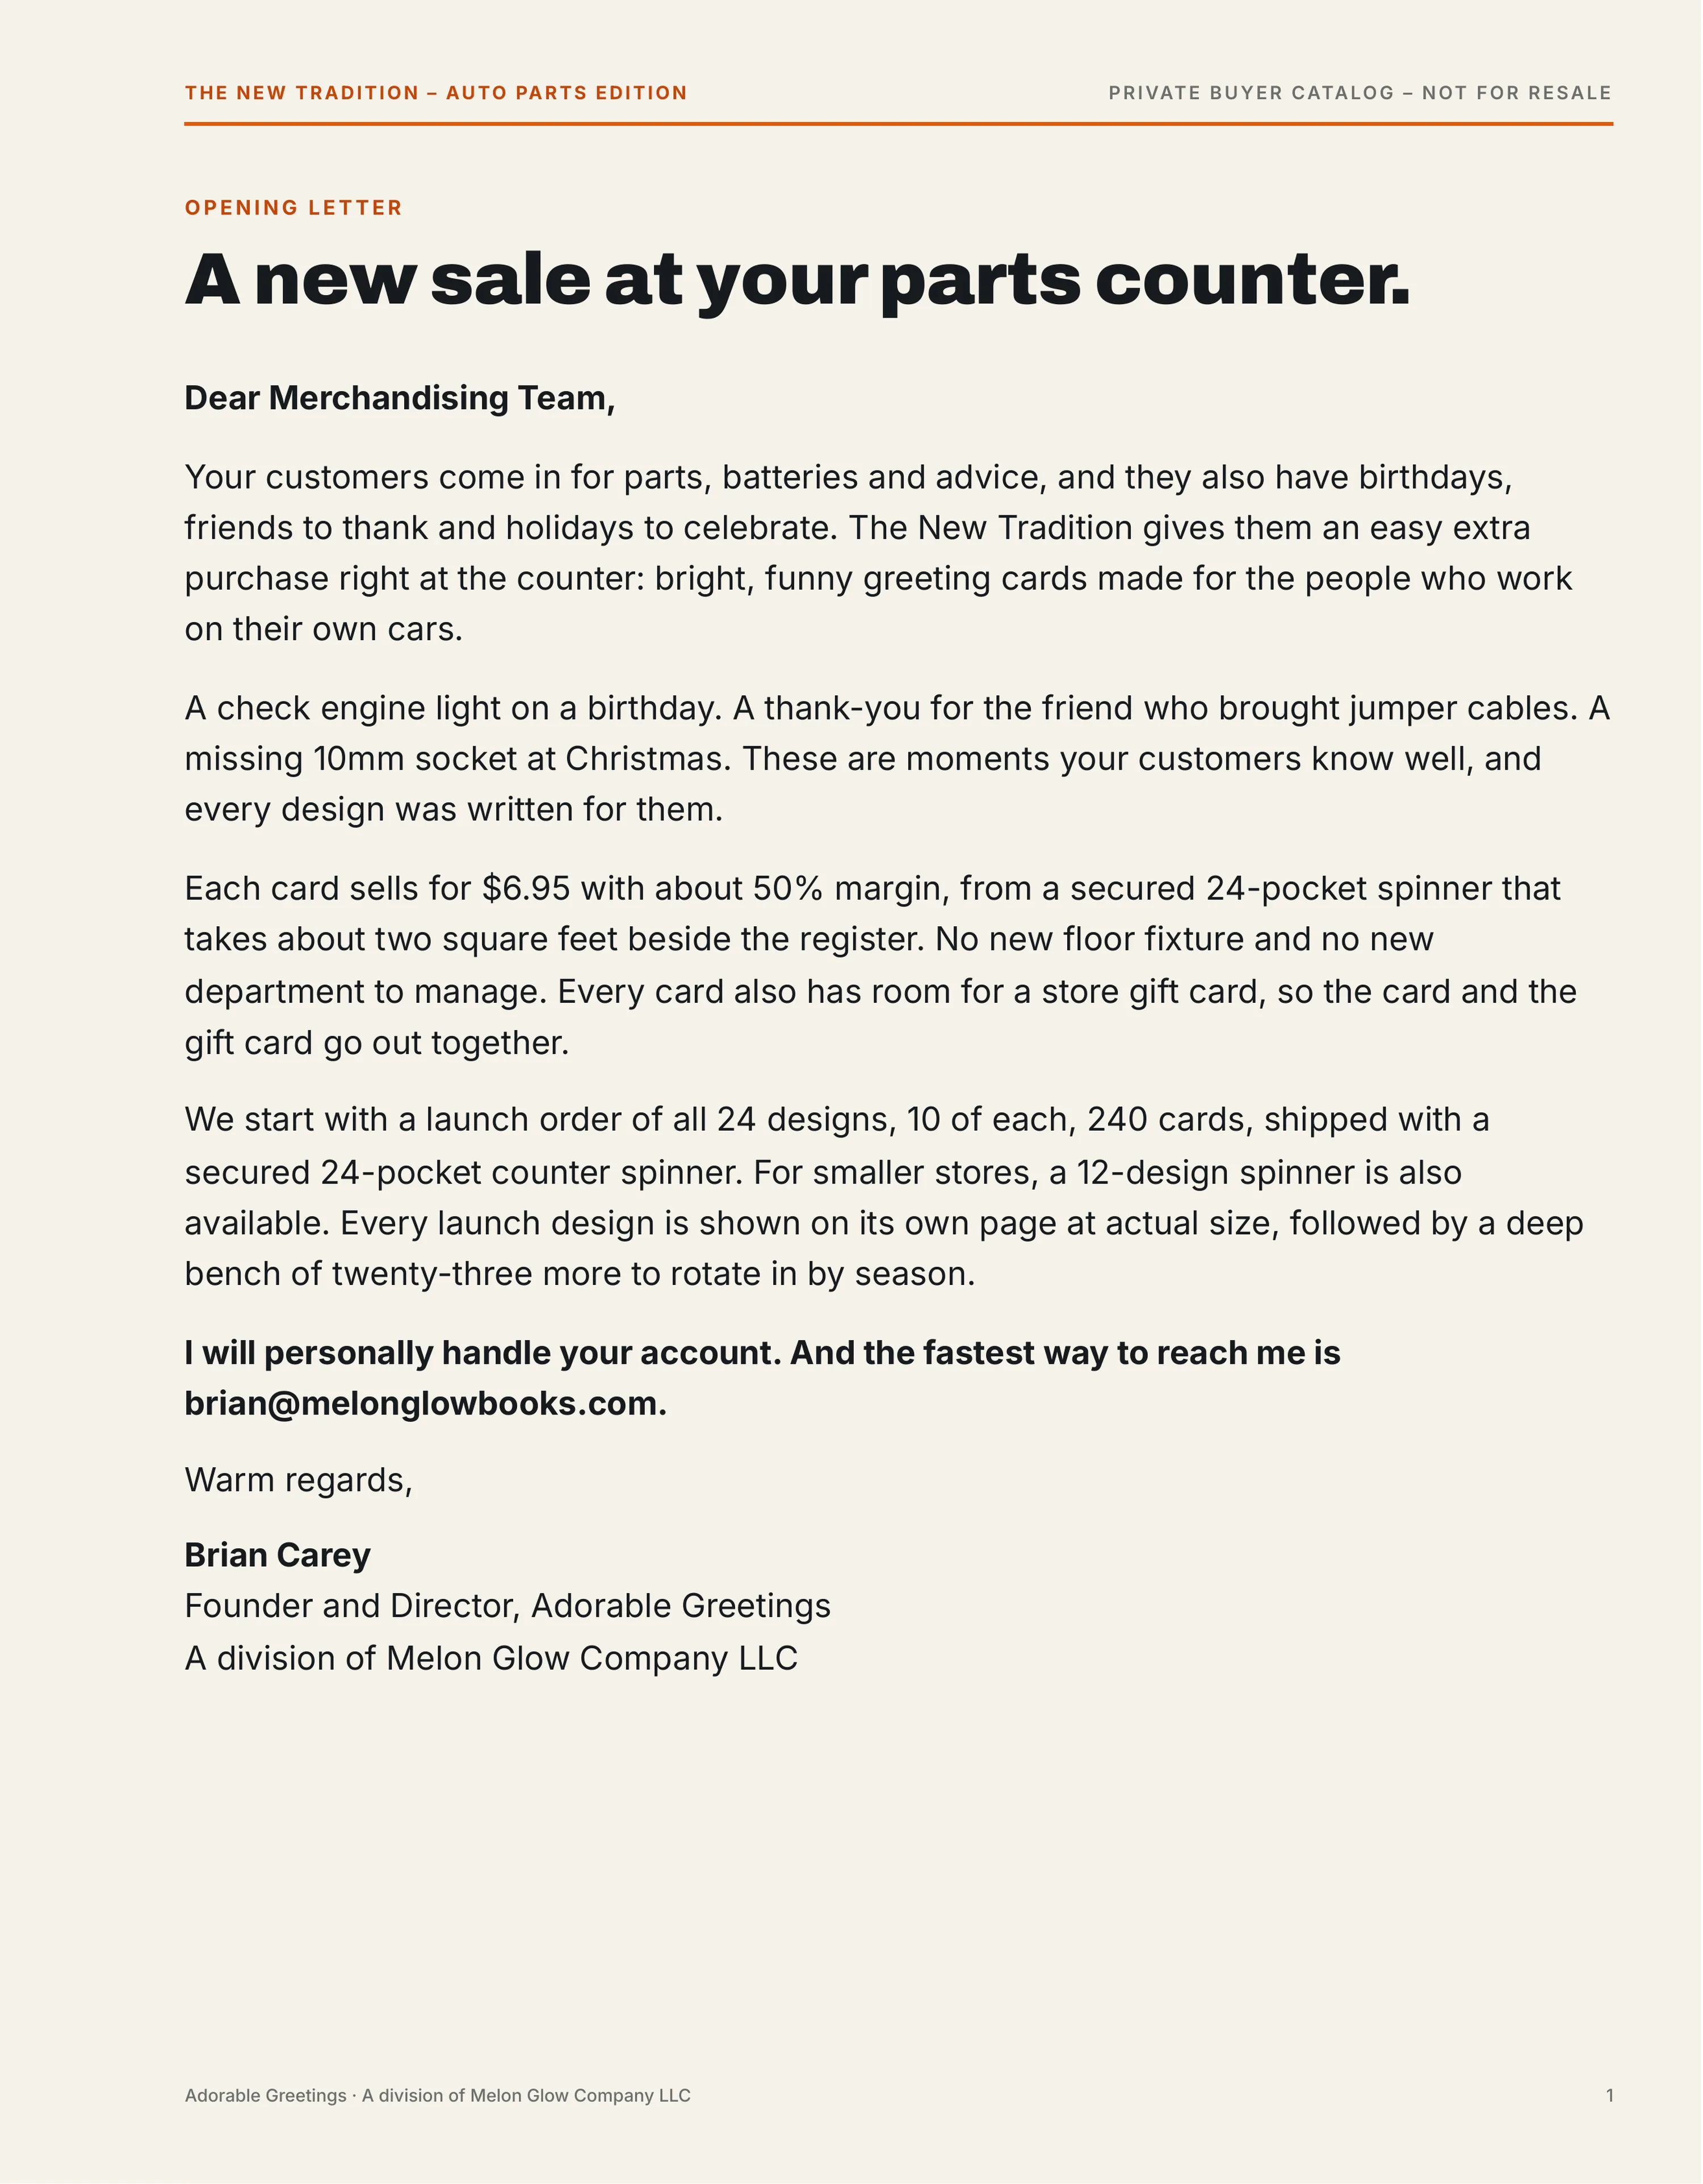 THE NEW TRADITION – AUTO PARTS EDITION
PRIVATE BUYER CATALOG – NOT FOR RESALE
OPENING LETTER
A new sale at your parts counter.
Dear Merchandising Team,
Your customers come in for parts, batteries and advice, and they also have birthdays,
friends to thank and holidays to celebrate. The New Tradition gives them an easy extra
purchase right at the counter: bright, funny greeting cards made for the people who work
on their own cars.
A check engine light on a birthday. A thank-you for the friend who brought jumper cables. A
missing 10mm socket at Christmas. These are moments your customers know well, and
every design was written for them.
Each card sells for $6.95 with about 50% margin, from a secured 24-pocket spinner that
takes about two square feet beside the register. No new floor fixture and no new
department to manage. Every card also has room for a store gift card, so the card and the
gift card go out together.
We start with a launch order of all 24 designs, 10 of each, 240 cards, shipped with a
secured 24-pocket counter spinner. For smaller stores, a 12-design spinner is also
available. Every launch design is shown on its own page at actual size, followed by a deep
bench of twenty-three more to rotate in by season.
I will personally handle your account. And the fastest way to reach me is
brian@melonglowbooks.com.
Warm regards,
Brian Carey
Founder and Director, Adorable Greetings
A division of Melon Glow Company LLC
Adorable Greetings · A division of Melon Glow Company LLC
1